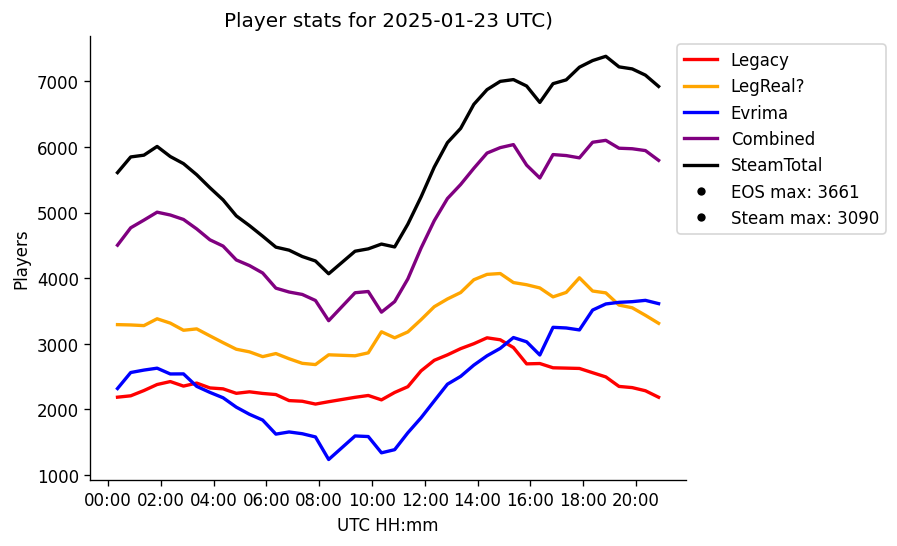 Player stats for 2025-01-23 UTC)
Players
7000
6000
5000
4000
3000
2000
1000
00:00 02:00 04:00 06:00 08:00 10:00 12:00 14:00 16:00 18:00 20:00
UTC HH:mm
Legacy
LegReal?
Evrima
Combined
SteamTotal
EOS max: 3661
Steam max: 3090